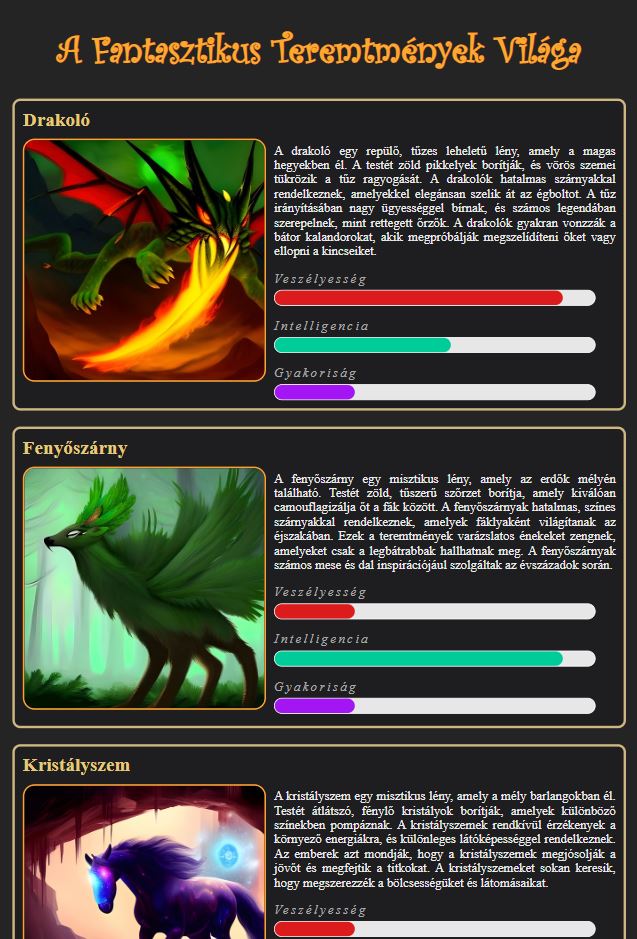 A Fantasztikus Teremtmények Világa
Drakoló
A drakoló egy repülő, tüzes leheletű lény, amely a magas
hegyekben él. A testét zöld pikkelyek borítják, és vörös szemei
tükrözik a tűz ragyogását. A drakolók hatalmas szárnyakkal
rendelkeznek, amelyekkel elegánsan szelik át az égboltot. A tűz
irányításában nagy ügyességgel bírnak, és számos legendában
szerepelnek, mint rettegett őrzők. A drakolók gyakran vonzzák a
bátor kalandorokat, akik megpróbálják megszelídíteni őket vagy
ellopni a kincseiket.
Veszélyesség
Intelligencia
Gyakoriság
Fenyőszárny
A fenyőszárny egy misztikus lény, amely az erdők mélyén
található. Testét zöld, tűszerű szőrzet borítja, amely kiválóan
camouflagizálja őt a fák között. A fenyőszárnyak hatalmas, színes
szárnyakkal rendelkeznek, amelyek fáklyaként világítanak az
éjszakában. Ezek a teremtmények varázslatos énekeket zengnek,
amelyeket csak a legbátrabbak hallhatnak meg. A fenyőszárnyak
számos mese és dal inspirációjául szolgáltak az évszázadok során.
Veszélyesség
Intelligencia
Gyakoriság
Kristályszem
A kristályszem egy misztikus lény, amely a mély barlangokban él.
Testét átlátszó, fénylő kristályok borítják, amelyek különböző
színekben pompáznak. A kristályszemek rendkívül érzékenyek a
környező energiákra, és különleges látóképességgel rendelkeznek.
Az emberek azt mondják, hogy a kristályszemek megjósolják a
jövőt és megfejtik a titkokat. A kristályszemeket sokan keresik,
hogy megszerezzék a bölcsességüket és látomásaikat.
Veszélyesség